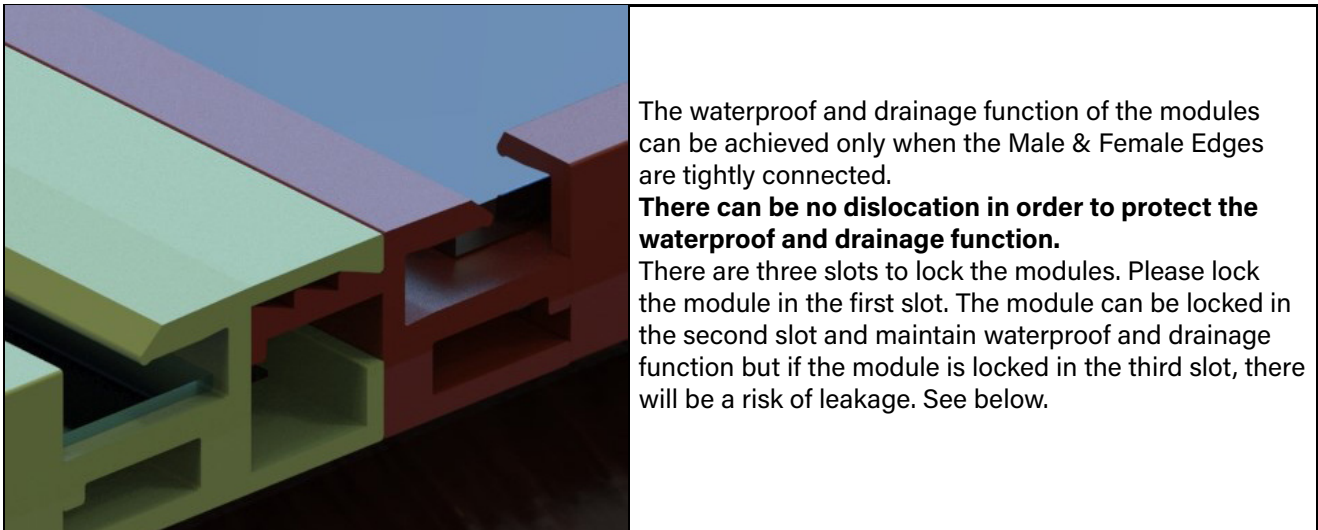 The waterproof and drainage function of the modules
can be achieved only when the Male & Female Edges
are tightly connected.
There can be no dislocation in order to protect the
waterproof and drainage function.
There are three slots to lock the modules. Please lock
the module in the first slot. The module can be locked in
the second slot and maintain waterproof and drainage
function but if the module is locked in the third slot, there
will be a risk of leakage. See below.